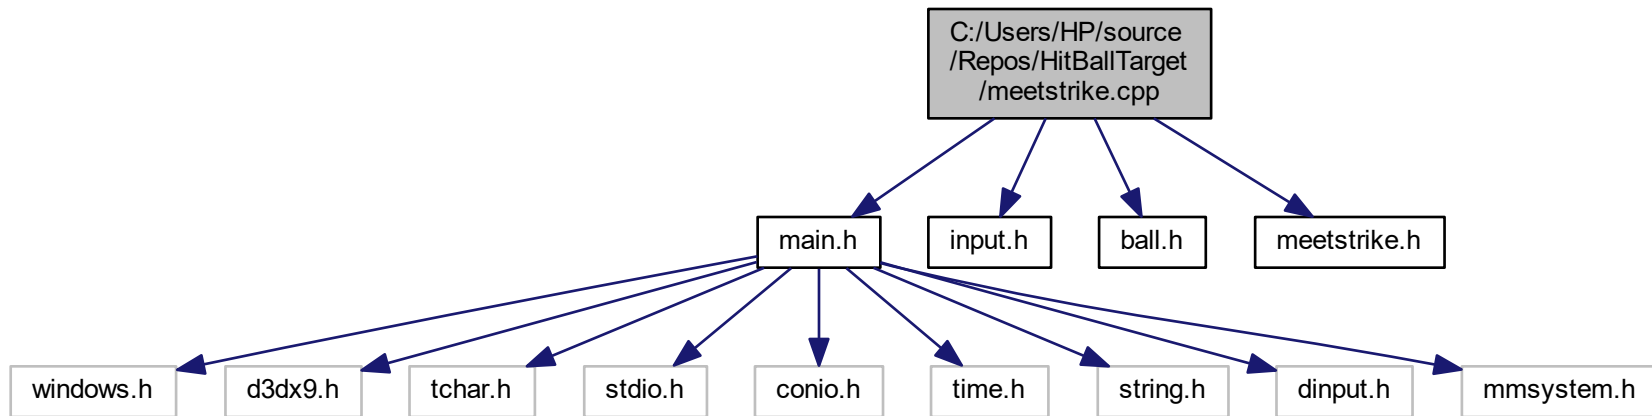 C:/Users/HP/source
/Repos/HitBallTarget
/meetstrike.cpp
main.h
input.h
ball.h
meetstrike.h
windows.h
d3dx9.h
tchar.h
stdio.h
conio.h
time.h
string.h
dinput.h
mmsystem.h